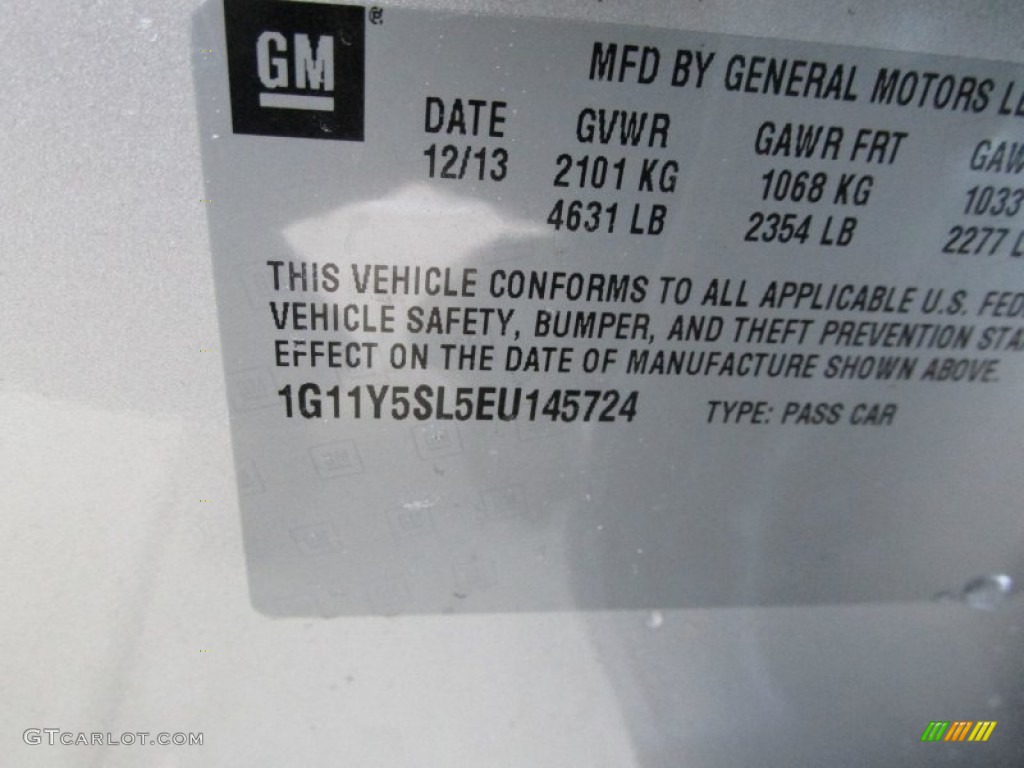 GM
MFD BY GENERAL MOTORS
DATE GVWR GAWR FRT
12/13 2101 KG 1068 KG 1033
4631 LB 2354 LB 2277
THIS VEHICLE CONFORMS TO ALL APPLICABLE U.S.
VEHICLE SAFETY, BUMPER, AND THEFT PREVENTION
EFFECT ON THE DATE OF MANUFACTURE SHOWN ABOVE.
1G11Y5SL5EU145724 TYPE: PASS CAR
GTCARLOT.COM